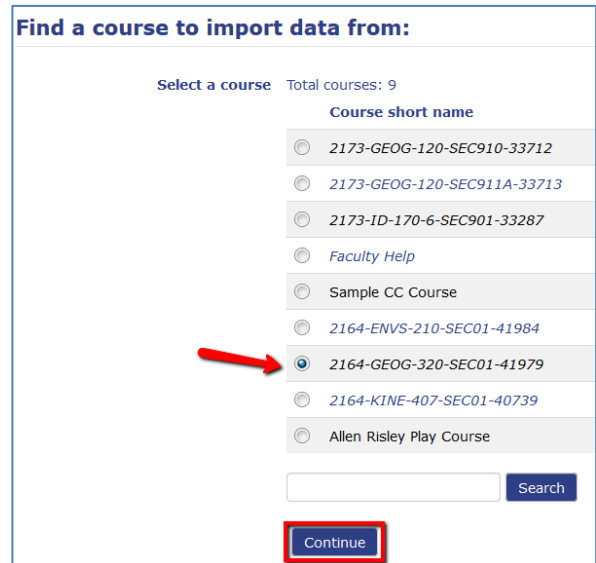 Find a course to import data from:
Select a course Total courses: 9
Course short name
2173-GEOG-120-SEC910-33712
2173-GEOG-120-SEC911A-33713
2173-ID-170-6-SEC901-33287
Faculty Help
Sample CC Course
2164-ENVS-210-SEC01-41984
2164-GEOG-320-SEC01-41979
2164-KINE-407-SEC01-40739
Allen Risley Play Course
Search
Continue